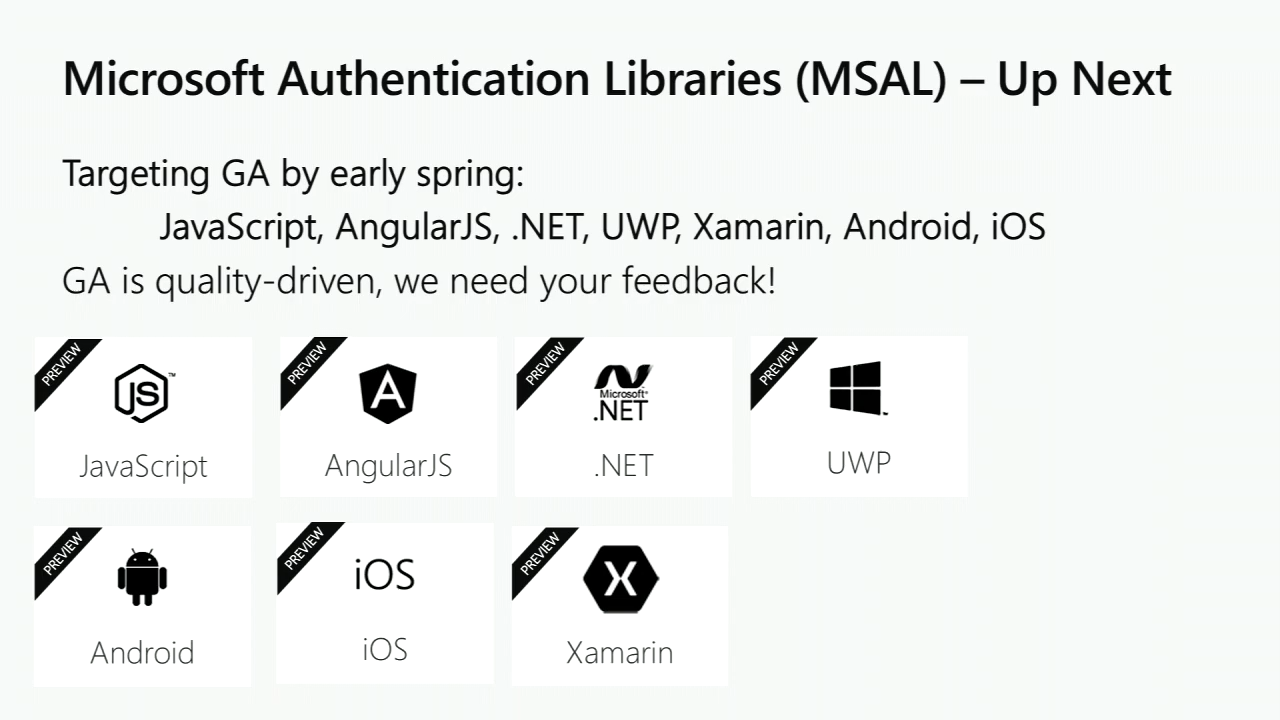 Microsoft Authentication Libraries (MSAL) – Up Next
Targeting GA by early spring:
JavaScript, AngularJS, .NET, UWP, Xamarin, Android, iOS
GA is quality-driven, we need your feedback!
PREVIEW
JS™
JavaScript
PREVIEW
A
AngularJS
PREVIEW
Microsoft®
.NET
.NET
PREVIEW
UWP
PREVIEW
Android
PREVIEW
iOS
iOS
PREVIEW
X
Xamarin